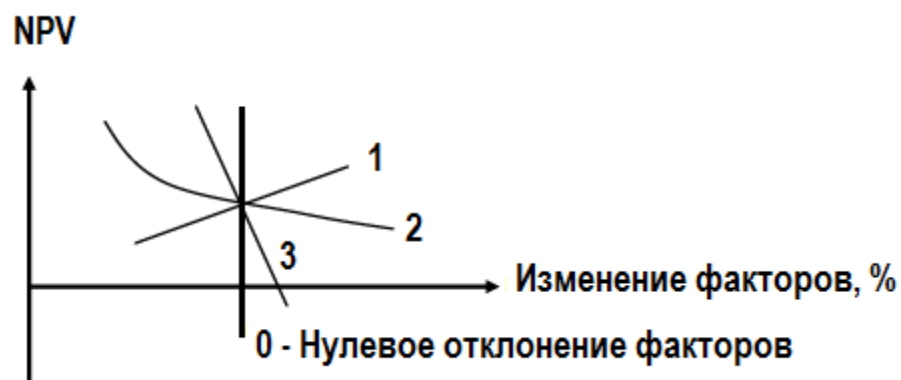 NPV
1
2
3
Изменение факторов, %
0 - Нулевое отклонение факторов